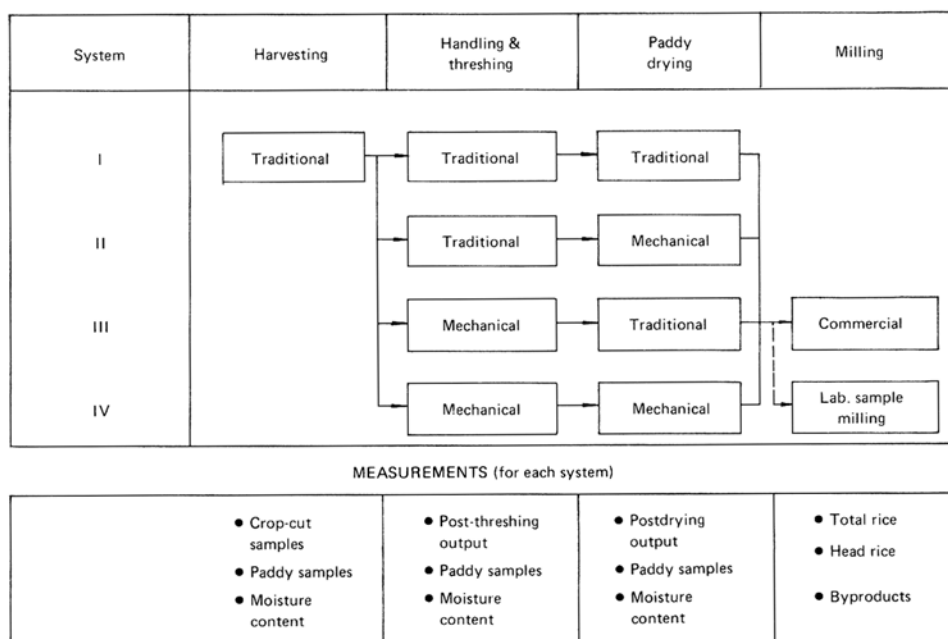 System
Harvesting
Handling &
threshing
Paddy
drying
Milling
I
Traditional
Traditional
Traditional
II
Traditional
Mechanical
III
Mechanical
Traditional
Commercial
IV
Mechanical
Mechanical
Lab. sample
milling
MEASUREMENTS (for each system)
• Crop-cut
samples
• Paddy samples
• Moisture
content
• Post-threshing
output
• Paddy samples
• Moisture
content
• Postdrying
output
• Paddy samples
• Moisture
content
• Total rice
• Head rice
• Byproducts